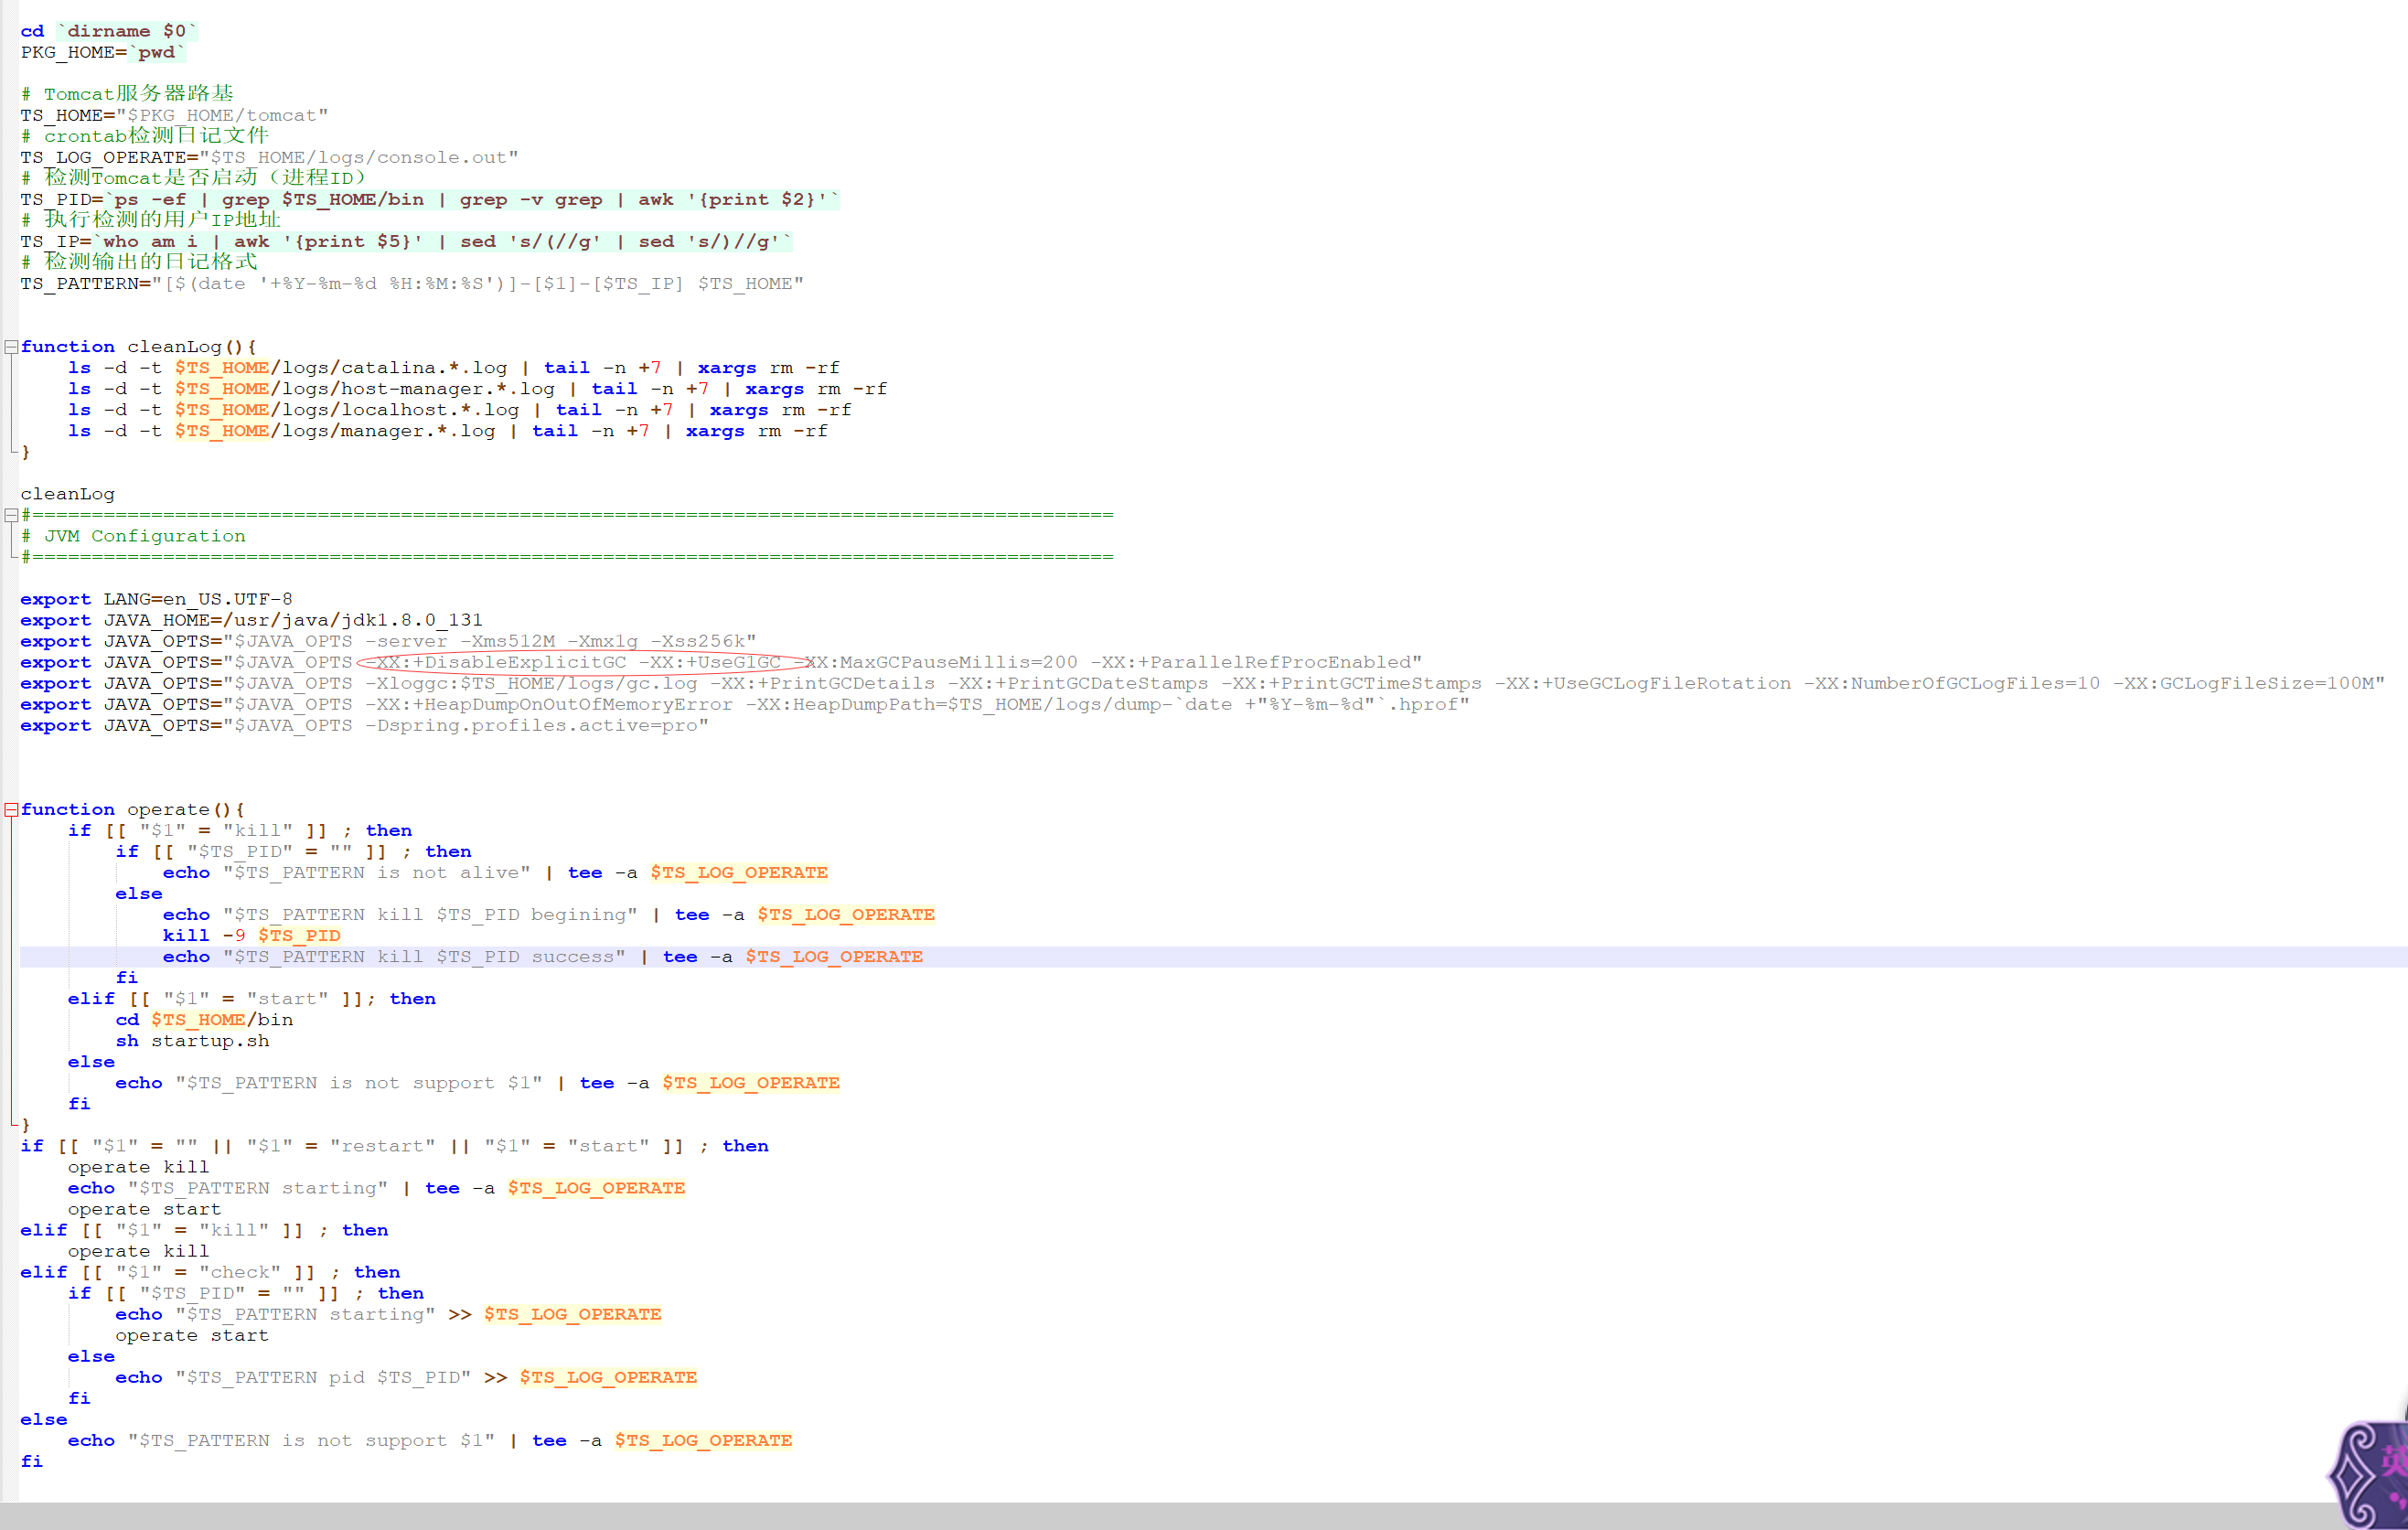 cd `dirname $0`
PKG_HOME=`pwd`
# Tomcat服务器路基
TS_HOME="$PKG_HOME/tomcat"
# crontab检测日记文件
TS_LOG_OPERATE="$TS_HOME/logs/console.out"
# 检测Tomcat是否启动（进程ID）
TS_PID=`ps -ef | grep $TS_HOME/bin | grep -v grep | awk '{print $2}'`
# 执行检测的用户IP地址
TS_IP=`who am i | awk '{print $5}' | sed 's/(//g' | sed 's/)//g'`
# 检测输出的日记格式
TS_PATTERN="[$(date '+%Y-%m-%d %H:%M:%S')]-[$1]-[$TS_IP] $TS_HOME"
function cleanLog(){
    ls -d -t $TS_HOME/logs/catalina.*.log | tail -n +7 | xargs rm -rf
    ls -d -t $TS_HOME/logs/host-manager.*.log | tail -n +7 | xargs rm -rf
    ls -d -t $TS_HOME/logs/localhost.*.log | tail -n +7 | xargs rm -rf
    ls -d -t $TS_HOME/logs/manager.*.log | tail -n +7 | xargs rm -rf
}
cleanLog
#============================================================================================
# JVM Configuration
#============================================================================================
export LANG=en_US.UTF-8
export JAVA_HOME=/usr/java/jdk1.8.0_131
export JAVA_OPTS="$JAVA_OPTS -server -Xms512M -Xmx1g -Xss256k"
export JAVA_OPTS="$JAVA_OPTS -XX:+DisableExplicitGC -XX:+UseG1GC -XX:MaxGCPauseMillis=200 -XX:+ParallelRefProcEnabled"
export JAVA_OPTS="$JAVA_OPTS -Xloggc:$TS_HOME/logs/gc.log -XX:+PrintGCDetails -XX:+PrintGCDateStamps -XX:+PrintGCTimeStamps -XX:+UseGCLogFileRotation -XX:NumberOfGCLogFiles=10 -XX:GCLogFileSize=100M"
export JAVA_OPTS="$JAVA_OPTS -XX:+HeapDumpOnOutOfMemoryError -XX:HeapDumpPath=$TS_HOME/logs/dump-`date +"%Y-%m-%d"`.hprof"
export JAVA_OPTS="$JAVA_OPTS -Dspring.profiles.active=pro"
function operate(){
    if [[ "$1" = "kill" ]] ; then
        if [[ "$TS_PID" = "" ]] ; then
            echo "$TS_PATTERN is not alive" | tee -a $TS_LOG_OPERATE
        else
            echo "$TS_PATTERN kill $TS_PID begining" | tee -a $TS_LOG_OPERATE
            kill -9 $TS_PID
            echo "$TS_PATTERN kill $TS_PID success" | tee -a $TS_LOG_OPERATE
        fi
    elif [[ "$1" = "start" ]]; then
        cd $TS_HOME/bin
        sh startup.sh
    else
        echo "$TS_PATTERN is not support $1" | tee -a $TS_LOG_OPERATE
    fi
}
if [[ "$1" = "" || "$1" = "restart" || "$1" = "start" ]] ; then
    operate kill
    echo "$TS_PATTERN starting" | tee -a $TS_LOG_OPERATE
    operate start
elif [[ "$1" = "kill" ]] ; then
    operate kill
elif [[ "$1" = "check" ]] ; then
    if [[ "$TS_PID" = "" ]] ; then
        echo "$TS_PATTERN starting" >> $TS_LOG_OPERATE
        operate start
    else
        echo "$TS_PATTERN pid $TS_PID" >> $TS_LOG_OPERATE
    fi
else
    echo "$TS_PATTERN is not support $1" | tee -a $TS_LOG_OPERATE
fi
英